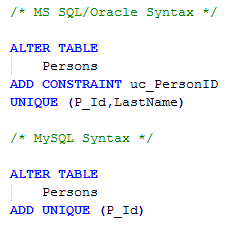 /* MS SQL/Oracle Syntax */
ALTER TABLE
Persons
ADD CONSTRAINT uc_PersonID
UNIQUE (P_Id,LastName)
/* MySQL Syntax */
ALTER TABLE
Persons
ADD UNIQUE (P_Id)